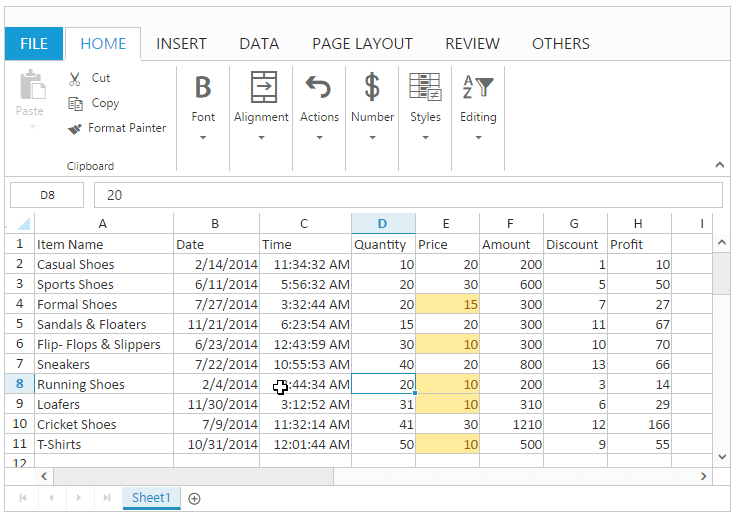 FILE HOME INSERT DATA PAGE LAYOUT REVIEW OTHERS
Paste
Cut
Copy
Format Painter
Clipboard
B
Font
Alignment
$
Actions
Number
Styles
A
Z
Editing
D8 20
A B C D E F G H I
1 Item Name Date Time Quantity Price Amount Discount Profit
2 Casual Shoes 2/14/2014 11:34:32 AM 10 20 200 1 10
3 Sports Shoes 6/11/2014 5:56:32 AM 20 30 600 5 50
4 Formal Shoes 7/27/2014 3:32:44 AM 20 15 300 7 27
5 Sandals & Floaters 11/21/2014 6:23:54 AM 15 20 300 11 67
6 Flip- Flops & Slippers 6/23/2014 12:43:59 AM 30 10 300 10 70
7 Sneakers 7/22/2014 10:55:53 AM 40 20 800 13 66
8 Running Shoes 2/4/2014 :44:34 AM 20 10 200 3 14
9 Loafers 11/30/2014 3:12:52 AM 31 10 310 6 29
10 Cricket Shoes 7/9/2014 11:32:14 AM 41 30 1210 12 166
11 T-Shirts 10/31/2014 12:01:44 AM 50 10 500 9 55
12
Sheet1